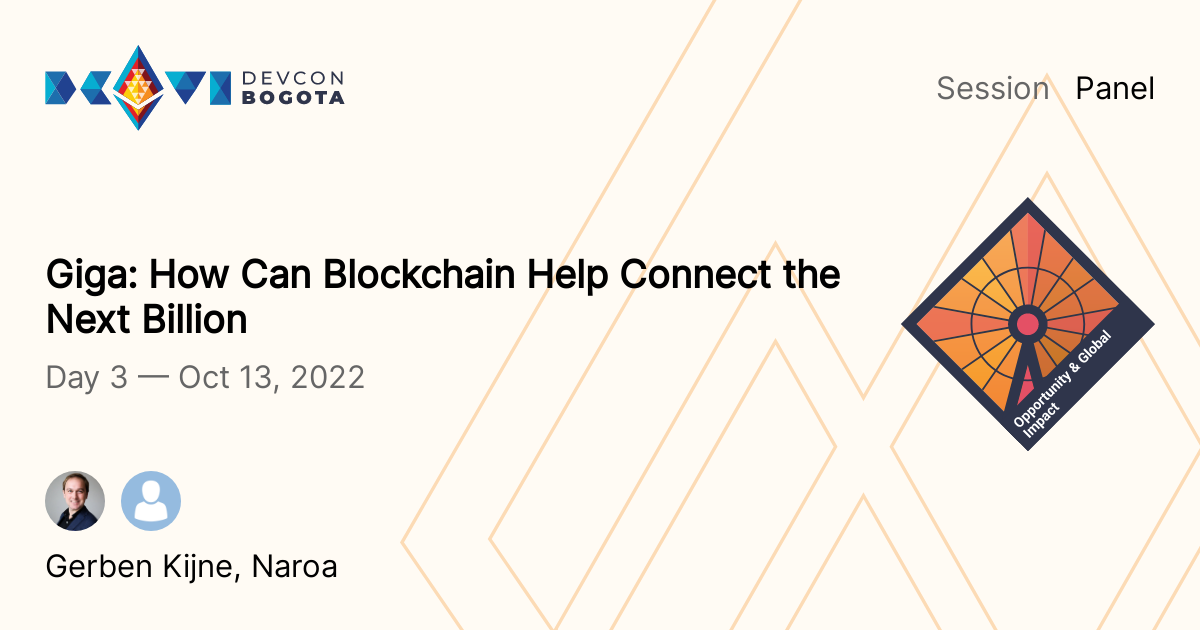 DEVCON
BOGOTA
Session Panel
Giga: How Can Blockchain Help Connect the
Next Billion
Day 3 — Oct 13, 2022
Opportunity & Global
Impact
Gerben Kijne, Naroa